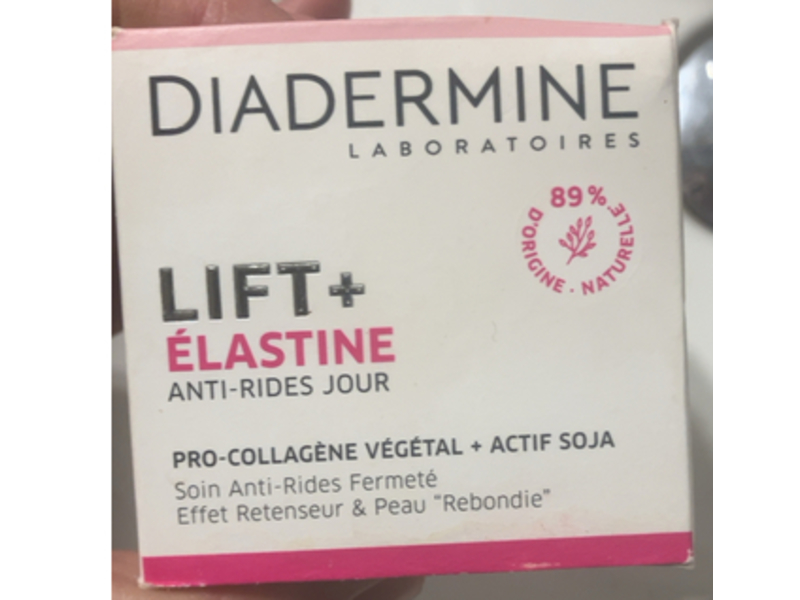 DIADERMINE
LABORATOIRES
89%
D'ORIGINE · NATURELLE
LIFT+
ÉLASTINE
ANTI-RIDES JOUR
PRO-COLLAGÈNE VÉGÉTAL + ACTIF SOJA
Soin Anti-Rides Fermeté
Effet Retenseur & Peau "Rebondie"